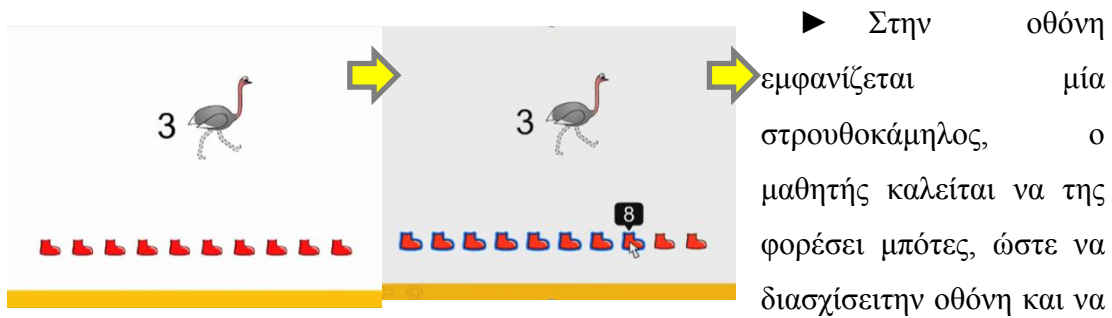 3
3
8
► Στην οθόνη
εμφανίζεται μία
στρουθοκάμηλος, ο
μαθητής καλείται να της
φορέσει μπότες, ώστε να
διασχίσειτην οθόνη και να